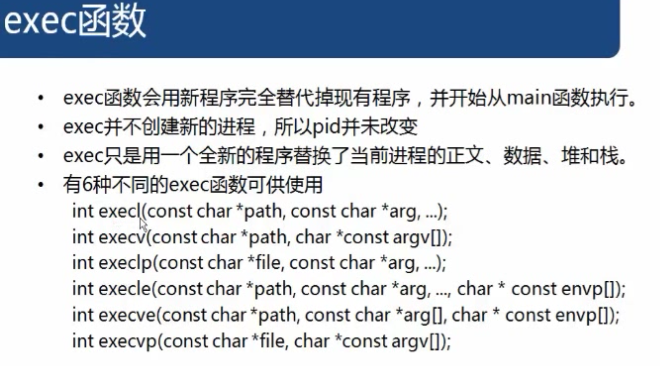 exec函数
• exec函数会用新程序完全替代掉现有程序，并开始从main函数执行。
• exec并不创建新的进程，所以pid并未改变
• exec只是用一个全新的程序替换了当前进程的正文、数据、堆和栈。
• 有6种不同的exec函数可供使用
int execl(const char *path, const char *arg, ...);
int execv(const char *path, char *const argv[]);
int execlp(const char *file, const char *arg, ...);
int execle(const char *path, const char *arg, ..., char * const envp[]);
int execve(const char *path, const char *arg[], char * const envp[]);
int execvp(const char *file, char *const argv[]);